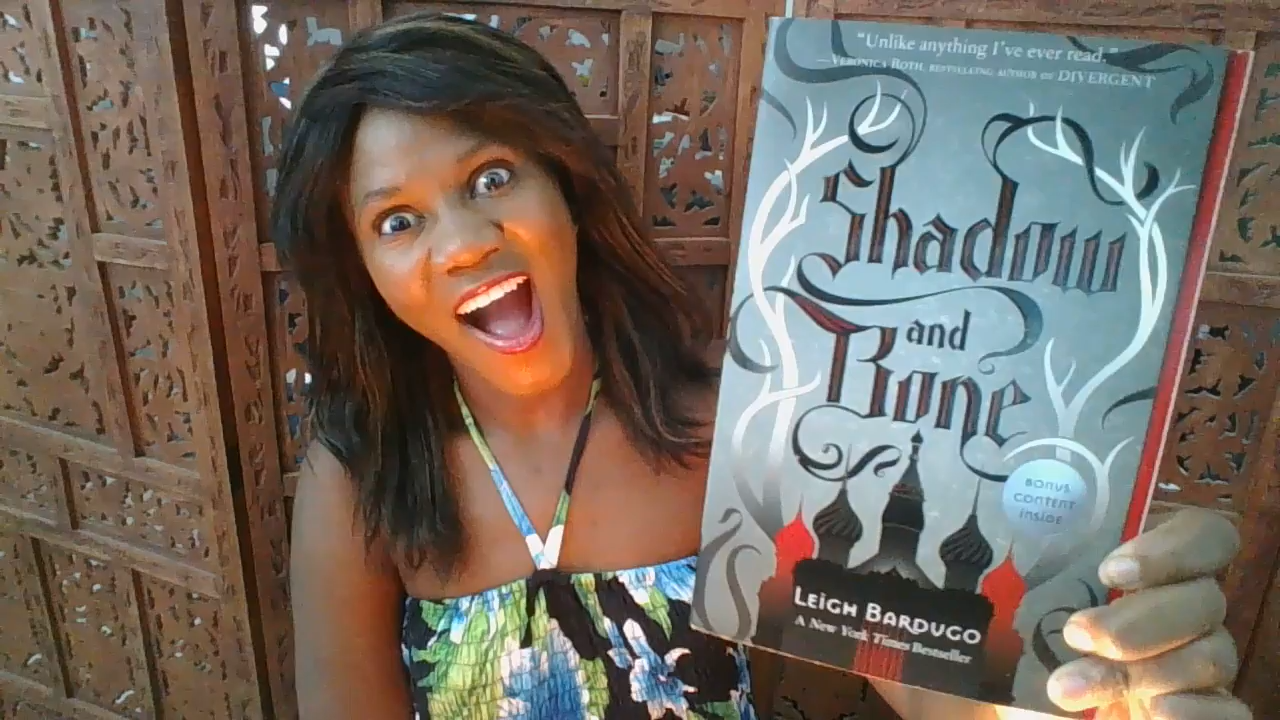 "Unlike anything I've ever read."
—VERONICA ROTH, BESTSELLING AUTHOR OF DIVERGENT
Shadow
and
Bone
BONUS
CONTENT
INSIDE
LEIGH BARDUGO
A New York Times Bestseller